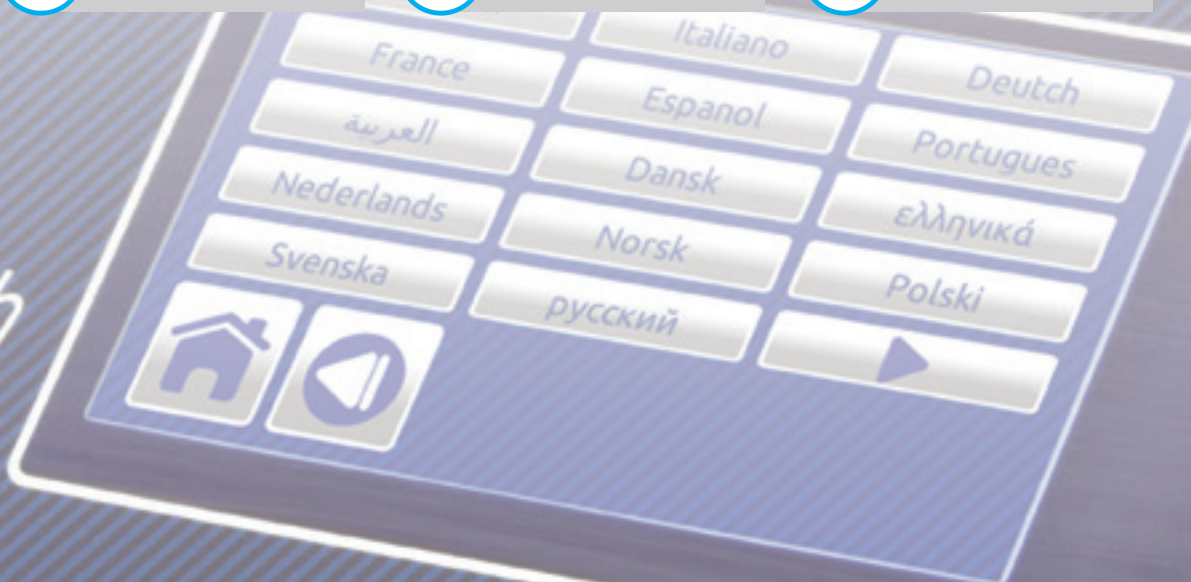 Italiano
Deutch
France
Espanol
Portugues
العربية
Dansk
ελληνικά
Nederlands
Norsk
Polski
Svenska
русский